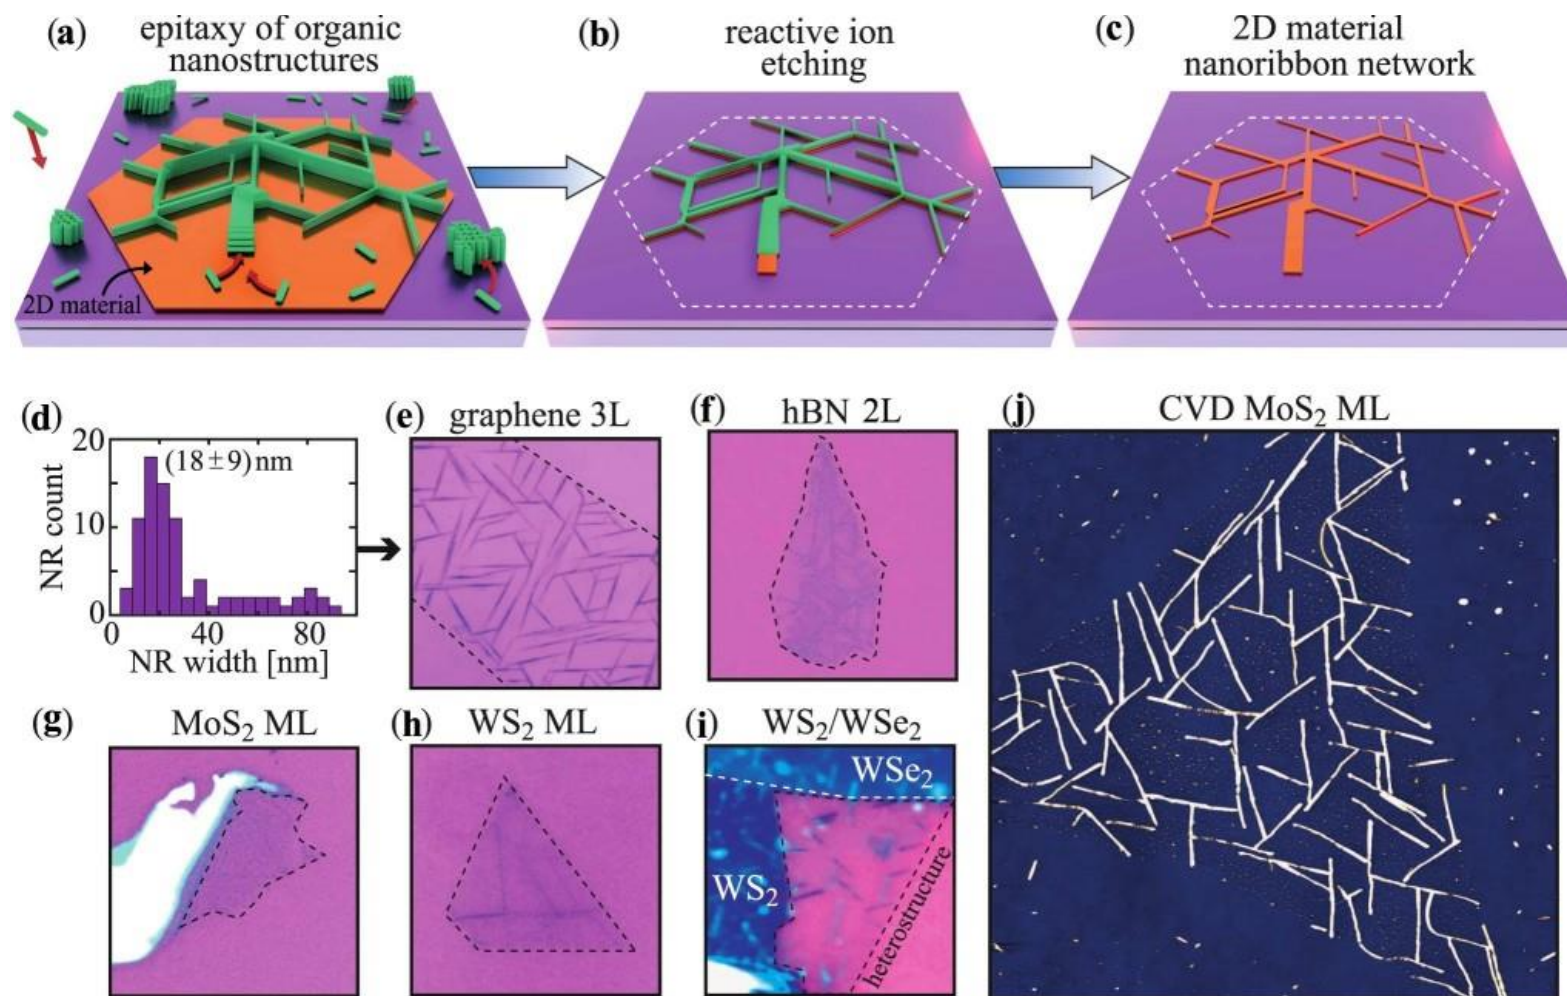 (a) epitaxy of organic
nanostructures
2D material
(b) reactive ion
etching
(c) 2D material
nanoribbon network
(d)
20
10
0
NR count
(18±9)nm
0 40 80
NR width [nm]
(e) graphene 3L
(f) hBN 2L
(g) MoS₂ ML
(h) WS₂ ML
(i) WS₂/WSe₂
WSe₂
WS₂
heterostructure
(j) CVD MoS₂ ML